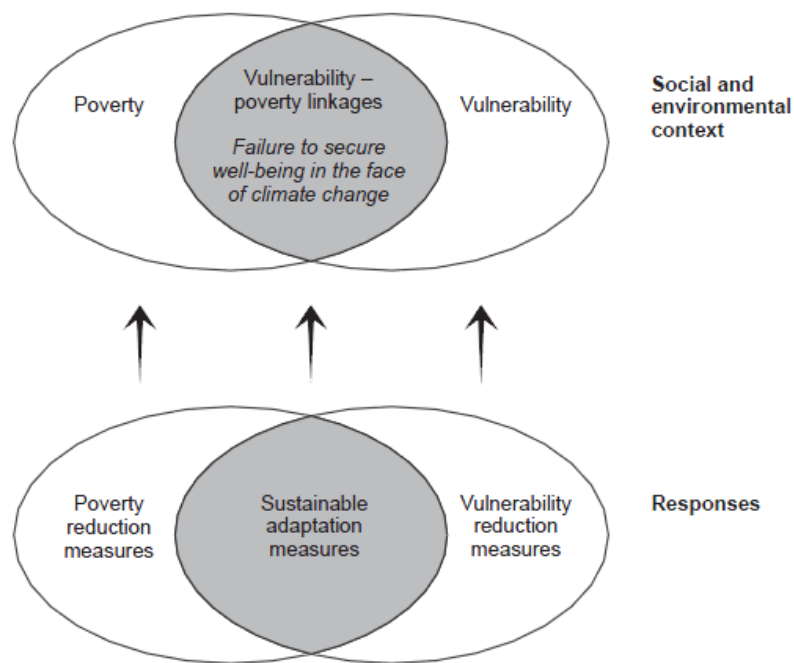 Poverty
Vulnerability –
poverty linkages
Failure to secure
well-being in the face
of climate change
Vulnerability
Social and
environmental
context
Poverty
reduction
measures
Sustainable
adaptation
measures
Vulnerability
reduction
measures
Responses